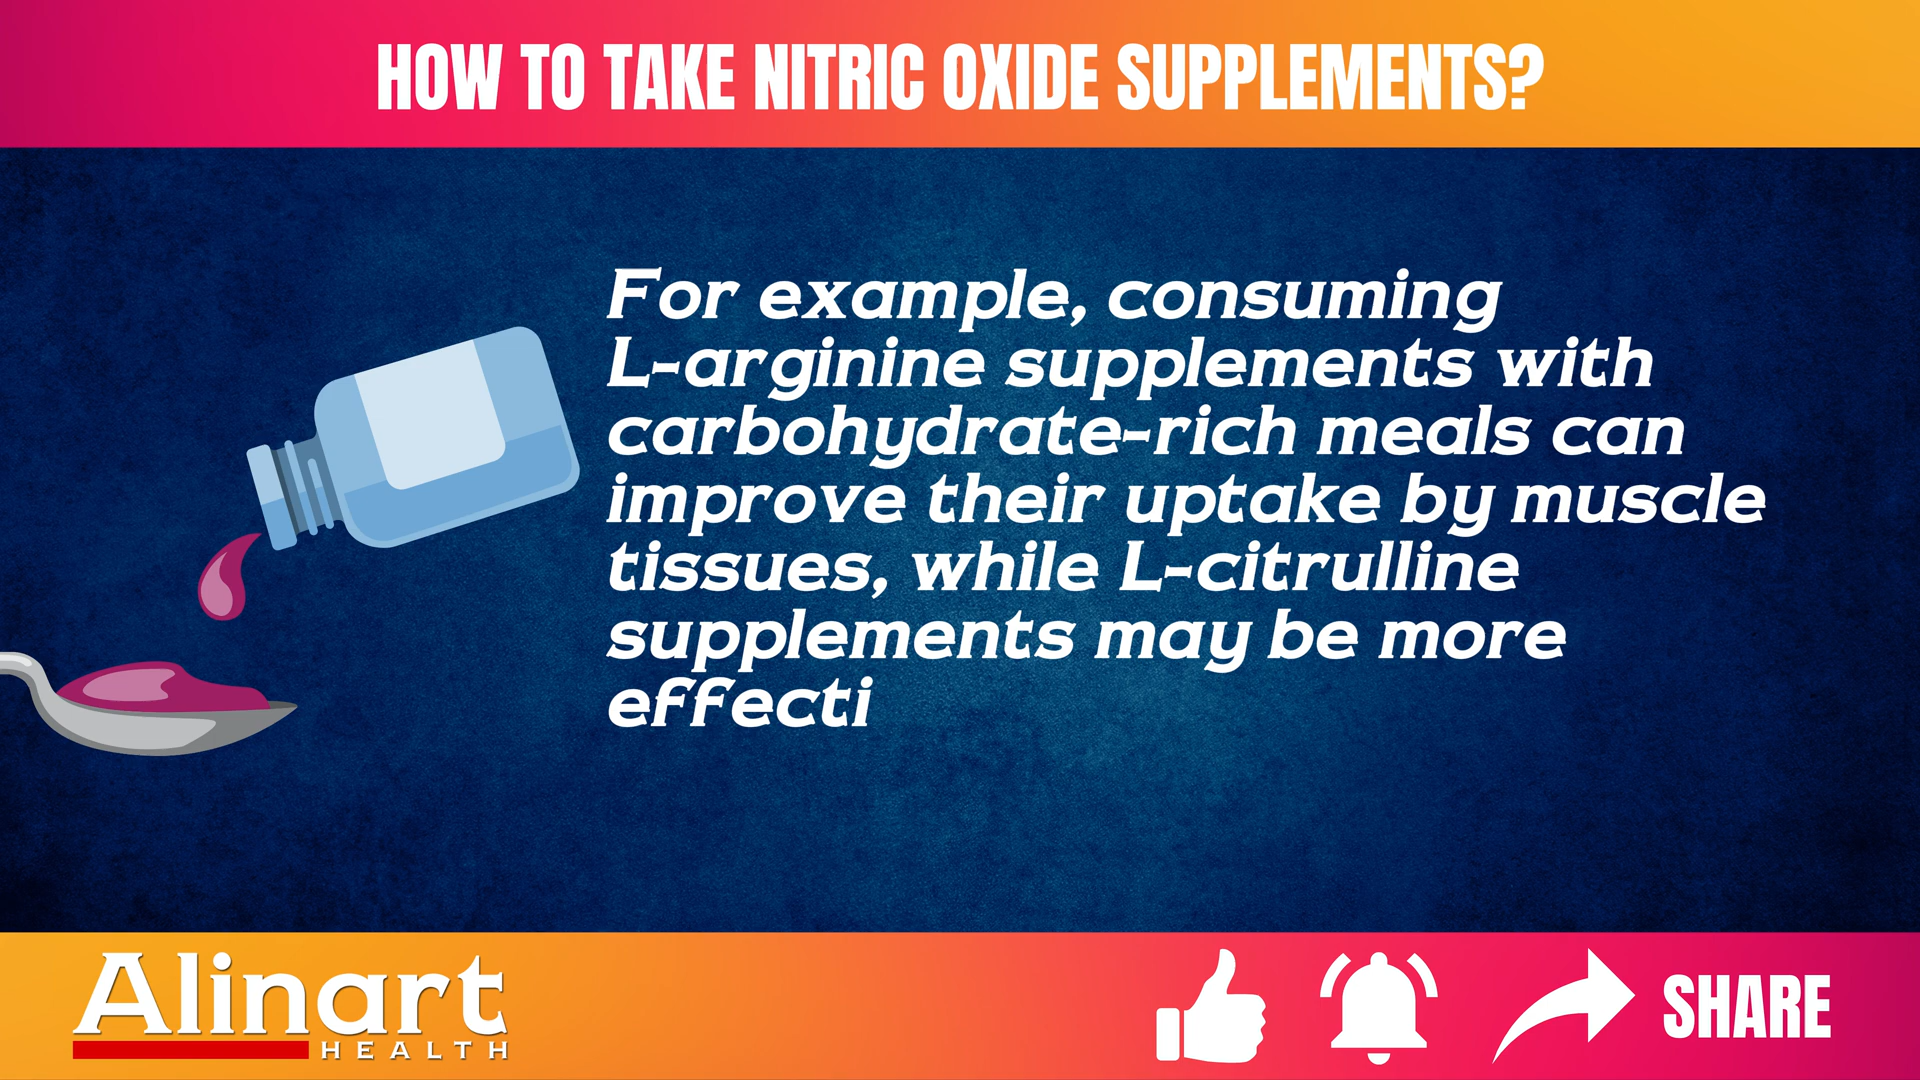 HOW TO TAKE NITRIC OXIDE SUPPLEMENTS?
For example, consuming
L-arginine supplements with
carbohydrate-rich meals can
improve their uptake by muscle
tissues, while L-citrulline
supplements may be more
effecti
Alinart
HEALTH
SHARE